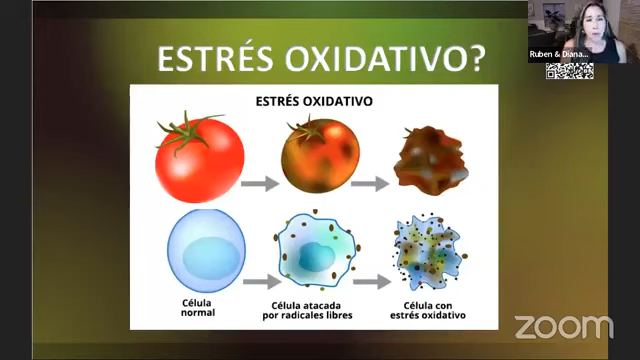 ESTRÉS OXIDATIVO?
Ruben & Diana...
ESTRÉS OXIDATIVO
Célula
normal
Célula atacada
por radicales libres
Célula con
estrés oxidativo
zoom